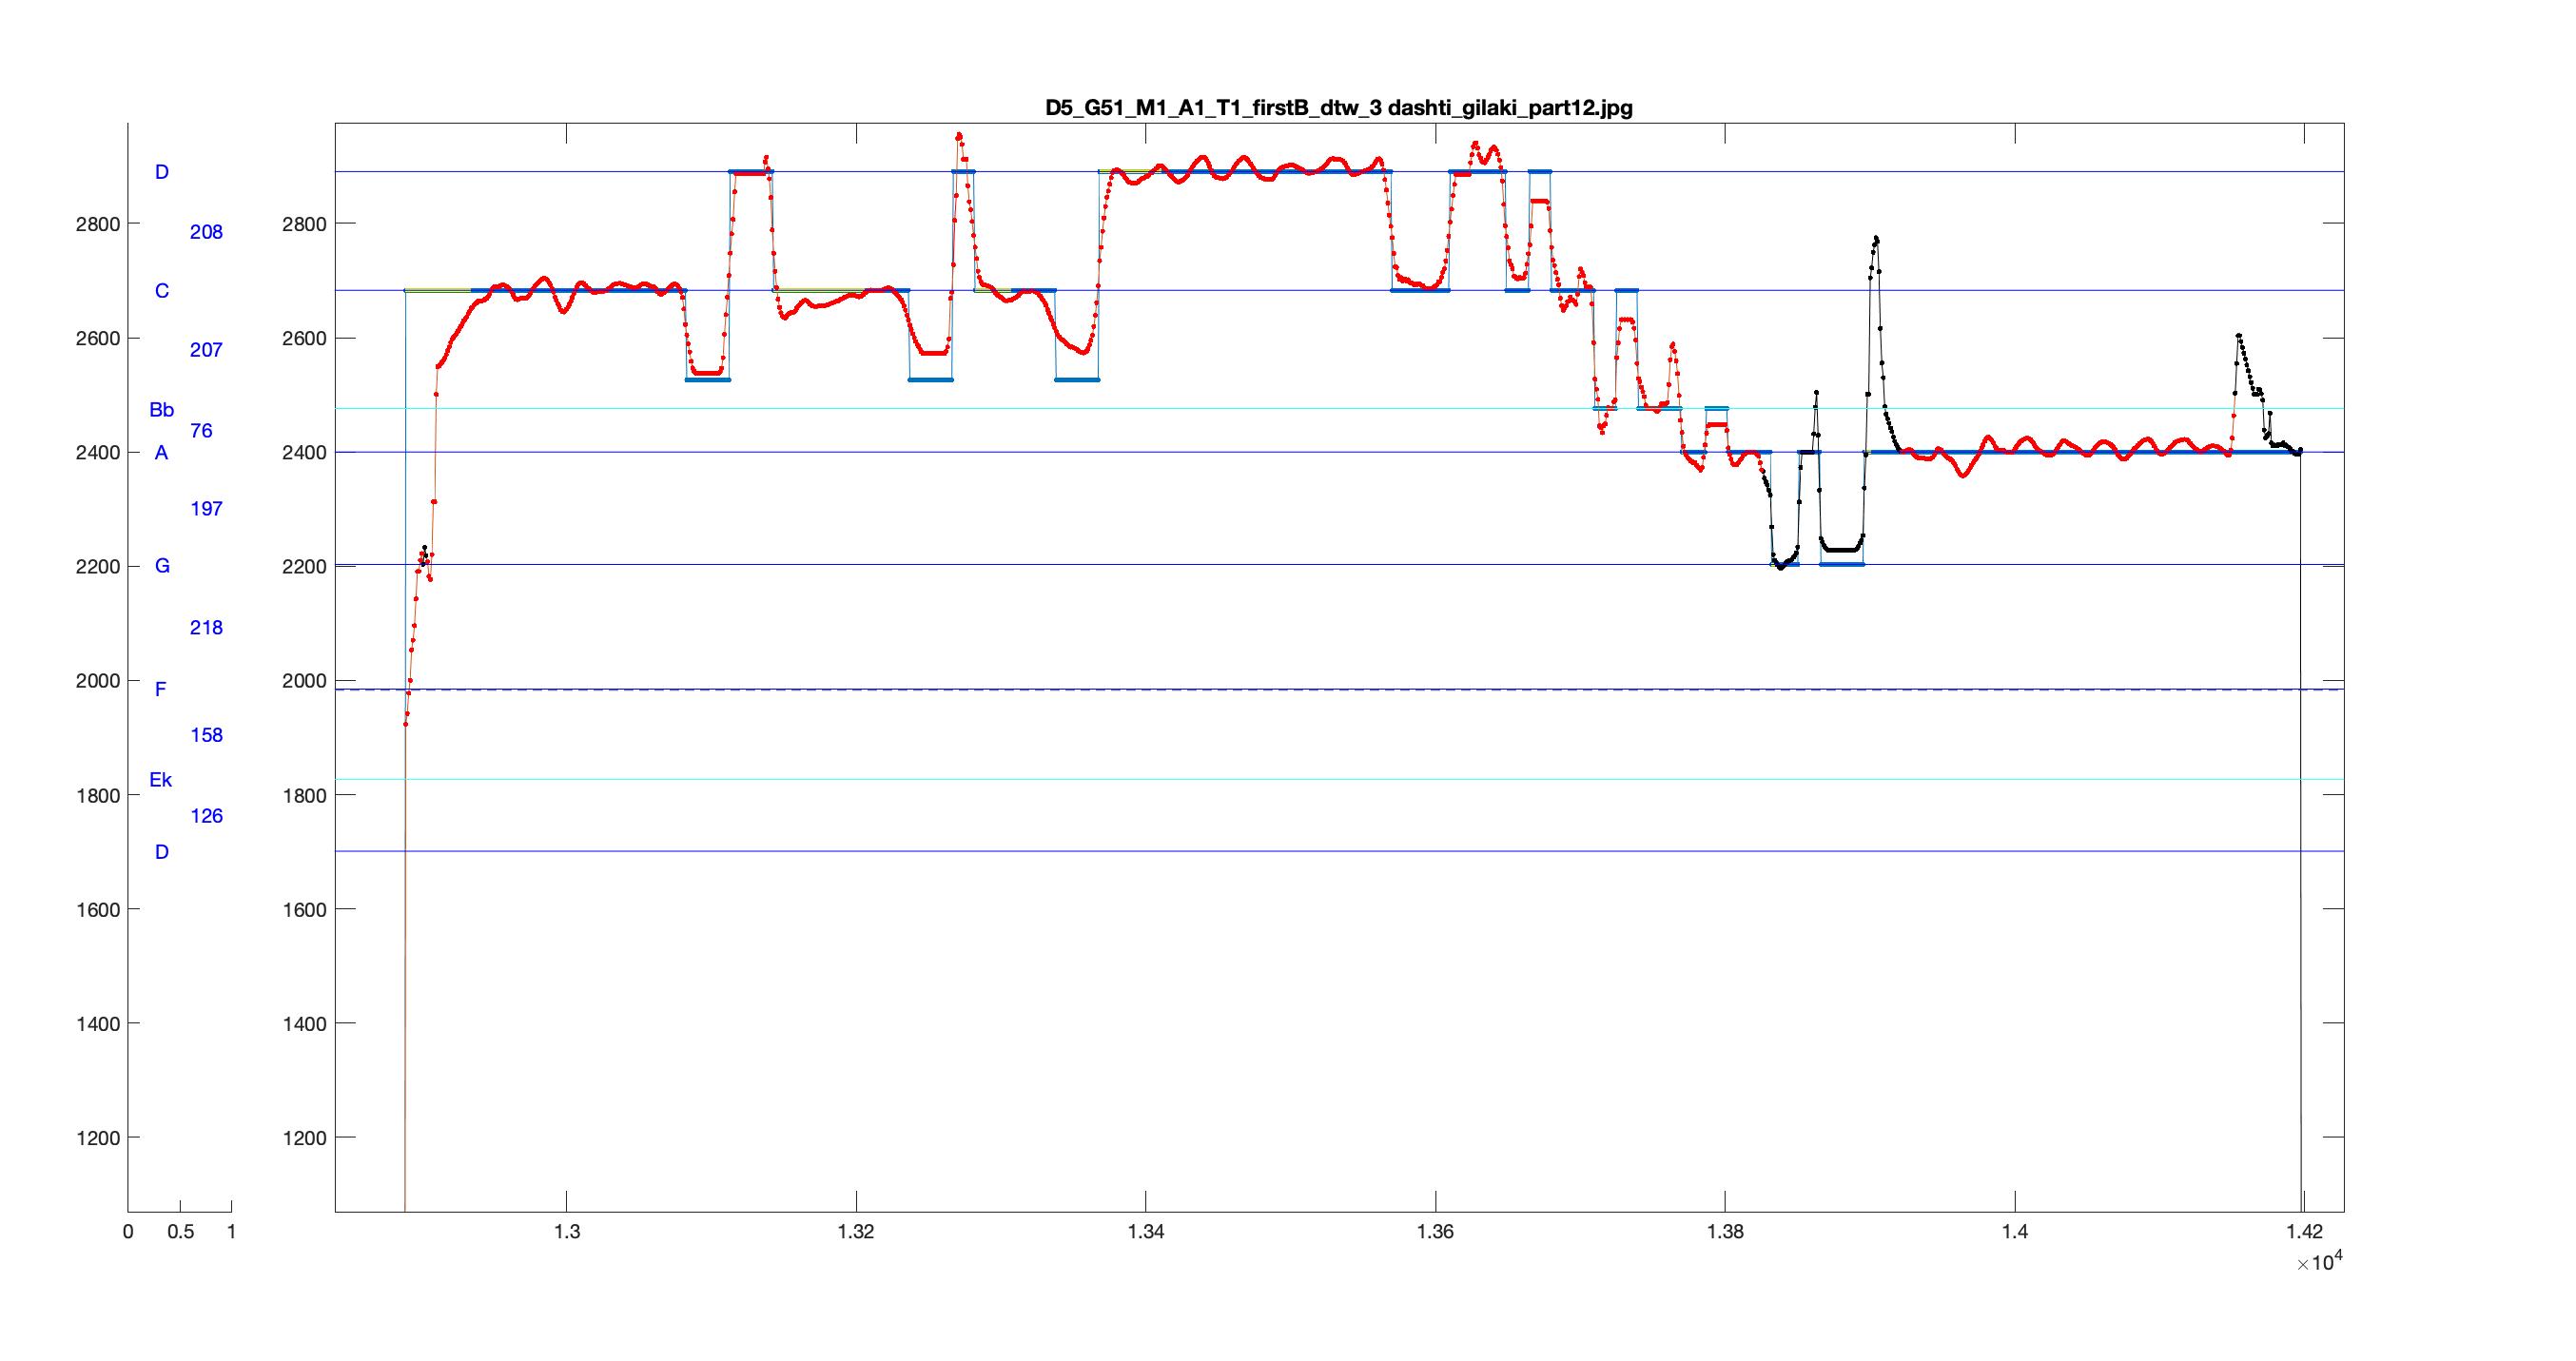 D5_G51_M1_A1_T1_firstB_dtw_3 dashti_gilaki_part12.jpg
D
2800 208 2800
C
2600 207 2600
Bb
76
2400 A 2400
197
2200 G 2200
218
2000 F 2000
158
1800 Ek 1800
126
D
1600 1600
1400 1400
1200 1200
0 0.5 1 1.3 1.32 1.34 1.36 1.38 1.4 1.42
×10⁴